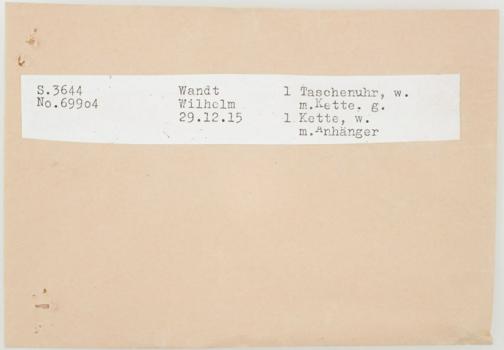 S.3644 Wandt 1 Taschenuhr, w.
No.69904 Wilhelm m.Kette. g.
29.12.15 1 Kette, w.
m.Anhänger